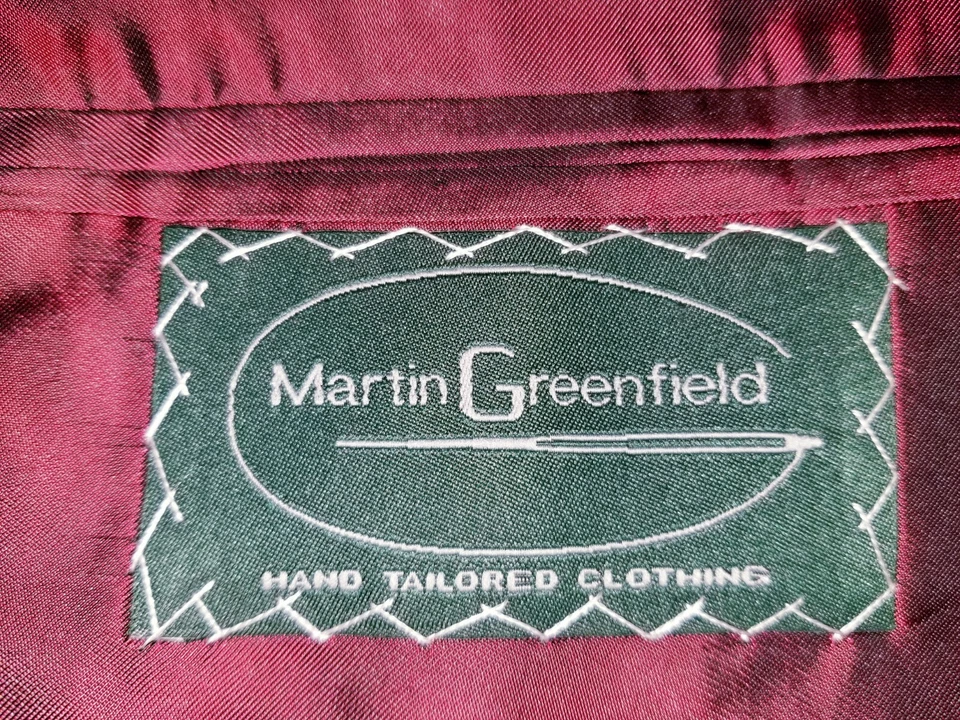 Martin Greenfield
HAND TAILORED CLOTHING